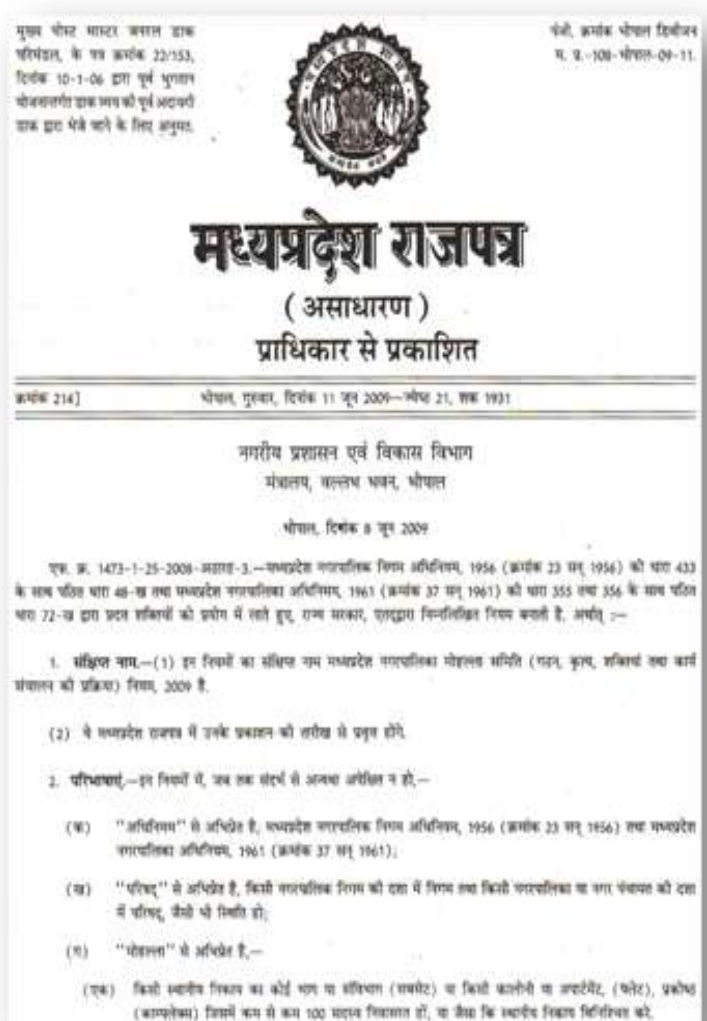 मुख्य पोस्ट मास्टर जनरल डाक
परिमंडल, के पत्र क्रमांक 22/153,
दिनांक 10-1-06 द्वारा पूर्व भुगतान
योजनान्तर्गत डाक व्यय की पूर्व अदायगी
डाक द्वारा भेजे जाने के लिए अनुमत.
पंजी. क्रमांक भोपाल डिवीजन
म. प्र.-108-भोपाल-09-11.
मध्यप्रदेश राजपत्र
( असाधारण )
प्राधिकार से प्रकाशित
क्रमांक 214]
भोपाल, गुरुवार, दिनांक 11 जून 2009—ज्येष्ठ 21, शक 1931
नगरीय प्रशासन एवं विकास विभाग
मंत्रालय, वल्लभ भवन, भोपाल
भोपाल, दिनांक 8 जून 2009
एफ. क्र. 1473-1-25-2008-अठारह-3.—मध्यप्रदेश नगरपालिक निगम अधिनियम, 1956 (क्रमांक 23 सन् 1956) की धारा 433
के साथ पठित धारा 48-ख तथा मध्यप्रदेश नगरपालिका अधिनियम, 1961 (क्रमांक 37 सन् 1961) की धारा 355 तथा 356 के साथ पठित
धारा 72-ख द्वारा प्रदत्त शक्तियों को प्रयोग में लाते हुए, राज्य सरकार, एतद्द्वारा निम्नलिखित नियम बनाती है, अर्थात् :—
1. संक्षिप्त नाम.—(1) इन नियमों का संक्षिप्त नाम मध्यप्रदेश नगरपालिका मोहल्ला समिति (गठन, कृत्य, शक्तियां तथा कार्य
संचालन की प्रक्रिया) नियम, 2009 है.
(2) ये मध्यप्रदेश राजपत्र में उनके प्रकाशन की तारीख से प्रवृत्त होंगे.
2. परिभाषाएं,—इन नियमों में, जब तक संदर्भ से अन्यथा अपेक्षित न हो,—
(क) "अधिनियम" से अभिप्रेत है, मध्यप्रदेश नगरपालिक निगम अधिनियम, 1956 (क्रमांक 23 सन् 1956) तथा मध्यप्रदेश
नगरपालिका अधिनियम, 1961 (क्रमांक 37 सन् 1961);
(ख) "परिषद्" से अभिप्रेत है, किसी नगरपालिक निगम की दशा में निगम तथा किसी नगरपालिका या नगर पंचायत की दशा
में परिषद्, जैसी भी स्थिति हो;
(ग) "मोहल्ला" से अभिप्रेत है,—
(एक) किसी स्थानीय निकाय का कोई भाग या संविभाग (सेगमेंट) या किसी कालोनी या अपार्टमेंट, (फ्लेट), प्रकोष्ठ
(काम्पलेक्स) जिसमें कम से कम 100 सदस्य निवासरत हों, या जैसा कि स्थानीय निकाय विनिश्चित करे.